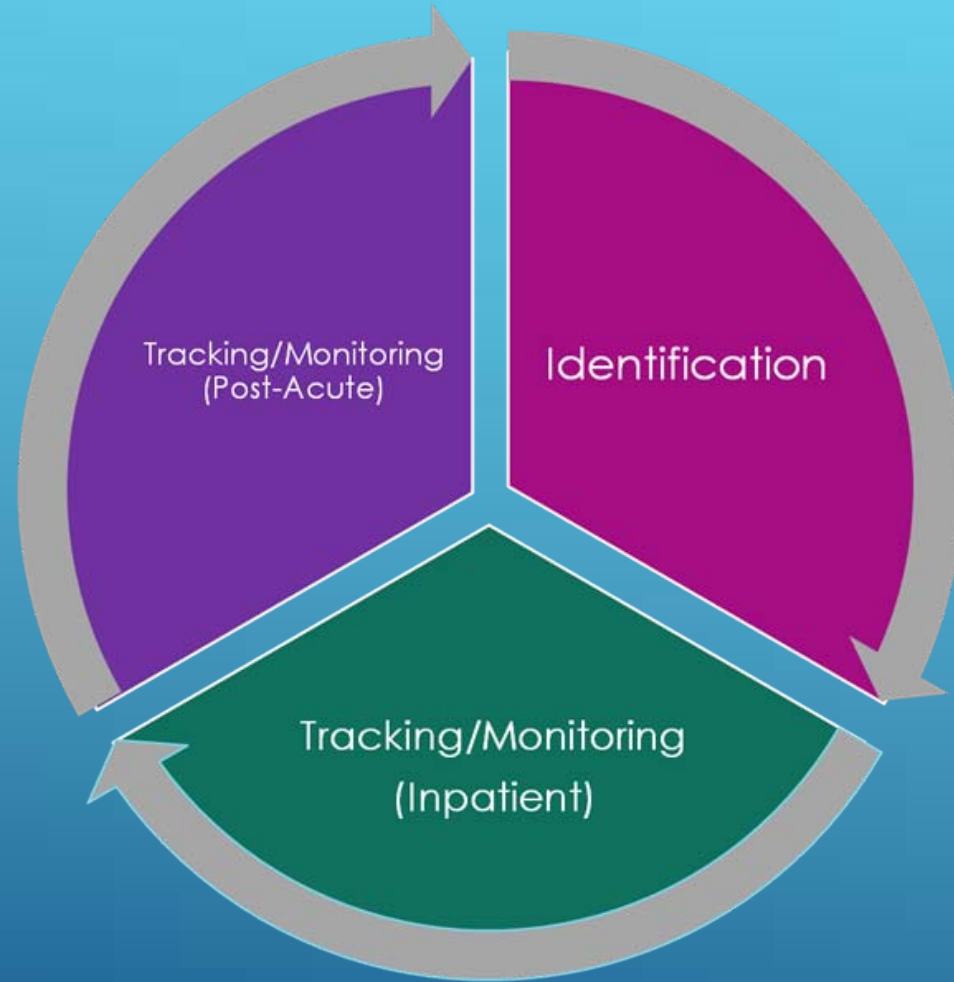 Tracking/Monitoring
(Post-Acute)
Identification
Tracking/Monitoring
(Inpatient)